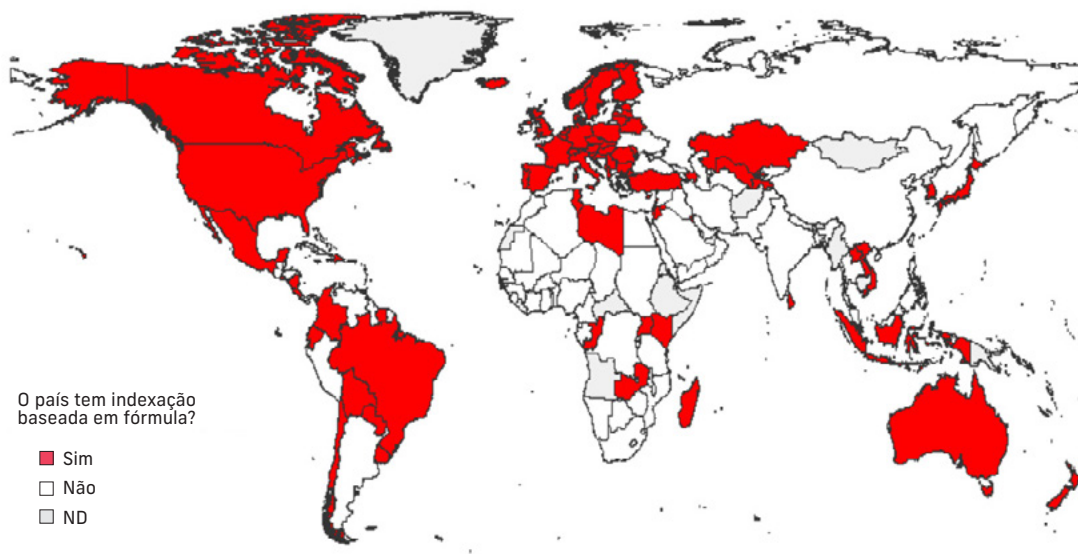 O país tem indexação
baseada em fórmula?
Sim
Não
ND